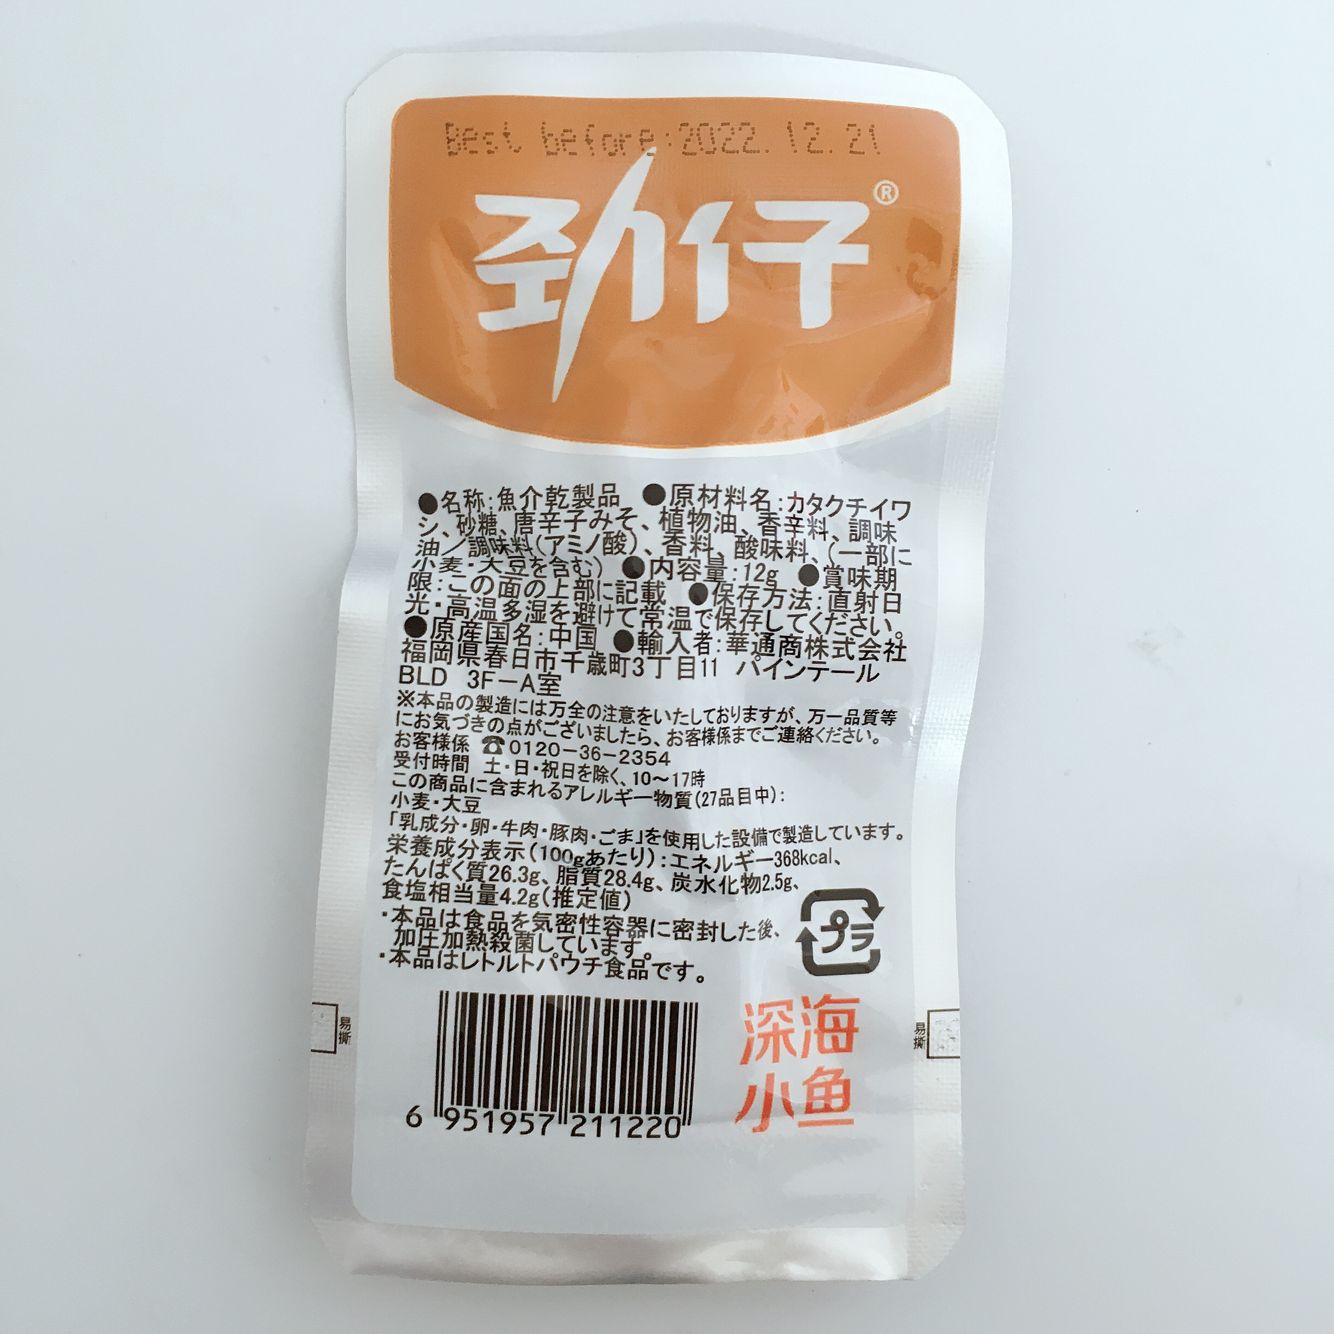 Best before:2022.12.21
劲仔®
●名称:魚介乾製品 ●原材料名:カタクチイワ
シ、砂糖、唐辛子みそ、植物油、香辛料、調味
油／調味料(アミノ酸)、香料、酸味料、(一部に
小麦・大豆を含む) ●内容量:12g ●賞味期
限:この面の上部に記載 ●保存方法:直射日
光・高温多湿を避けて常温で保存してください。
●原産国名:中国 ●輸入者:華通商株式会社
福岡県春日市千歳町3丁目11 パインテール
BLD 3F－A室
※本品の製造には万全の注意をいたしておりますが、万一品質等
にお気づきの点がございましたら、お客様係までご連絡ください。
お客様係 ☎0120－36－2354
受付時間 土・日・祝日を除く、10～17時
この商品に含まれるアレルギー物質(27品目中):
小麦・大豆
「乳成分・卵・牛肉・豚肉・ごま」を使用した設備で製造しています。
栄養成分表示(100gあたり):エネルギー368kcal、
たんぱく質26.3g、脂質28.4g、炭水化物2.5g、
食塩相当量4.2g(推定値)
・本品は食品を気密性容器に密封した後、
加圧加熱殺菌しています。
・本品はレトルトパウチ食品です。
プラ
易撕
易撕
深海
小鱼
6 951957 211220